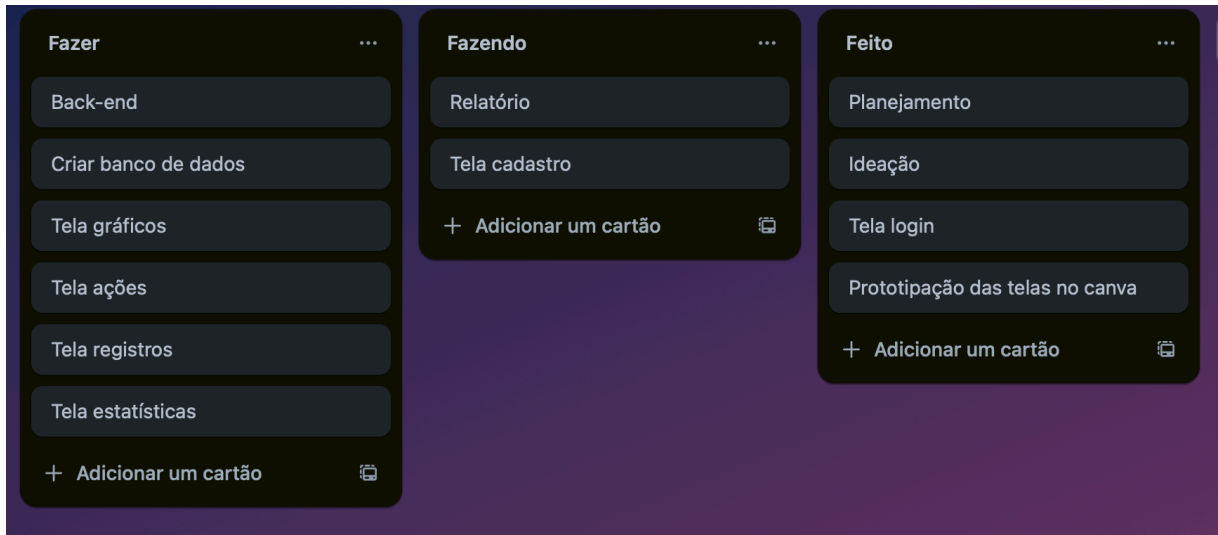 Fazer
Back-end
Criar banco de dados
Tela gráficos
Tela ações
Tela registros
Tela estatísticas
+ Adicionar um cartão
Fazendo
Relatório
Tela cadastro
+ Adicionar um cartão
Feito
Planejamento
Ideação
Tela login
Prototipação das telas no canva
+ Adicionar um cartão